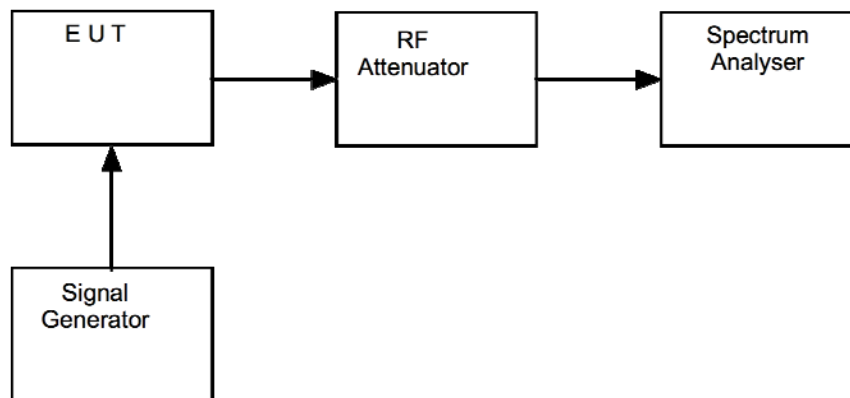 E U T
RF
Attenuator
Spectrum
Analyser
Signal
Generator